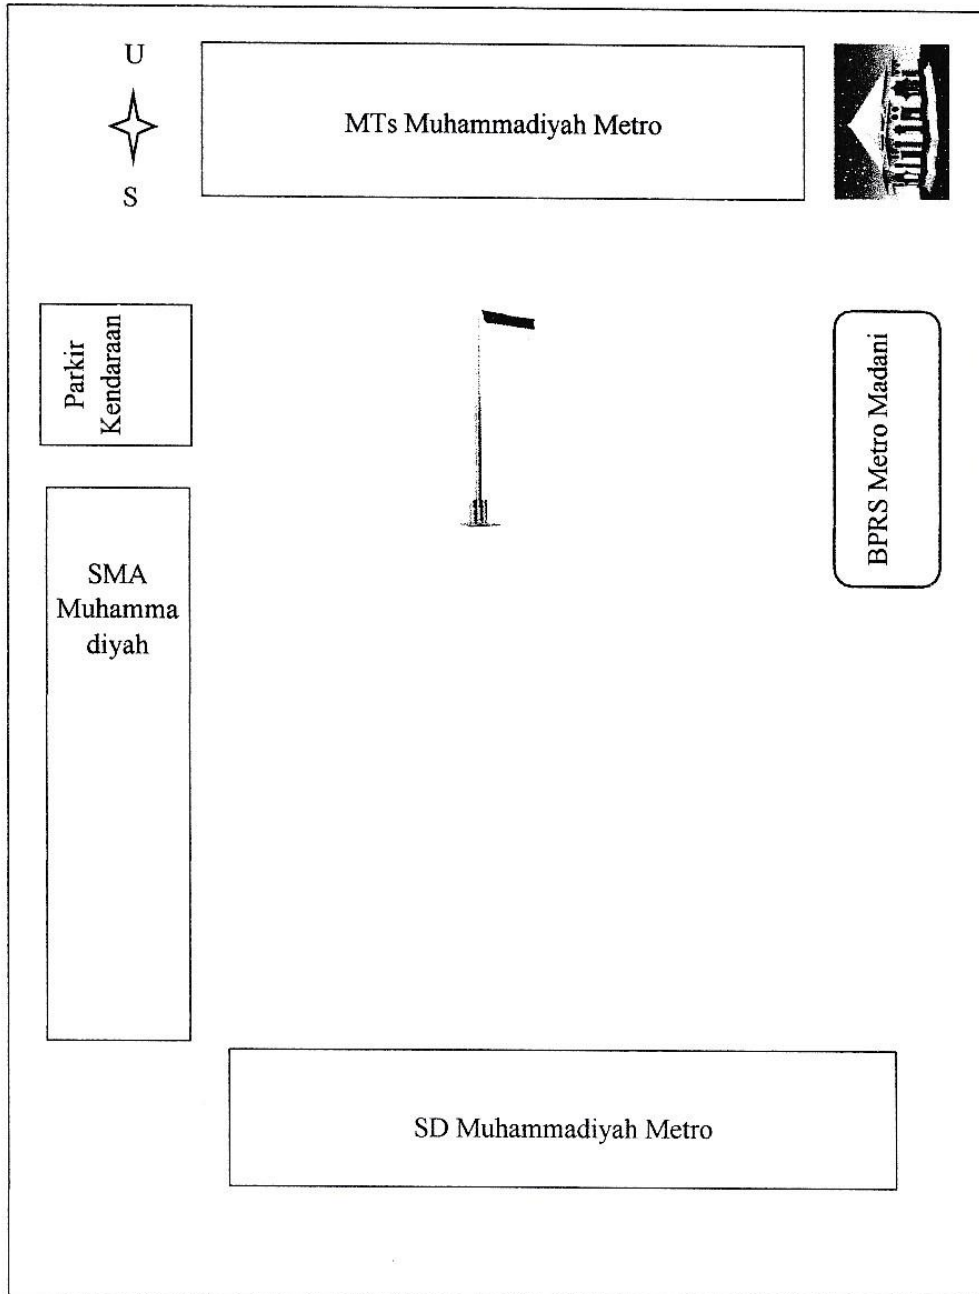 U
MTs Muhammadiyah Metro
S
Parkir
Kendaraan
BPRS Metro Madani
SMA
Muhamma
diyah
SD Muhammadiyah Metro